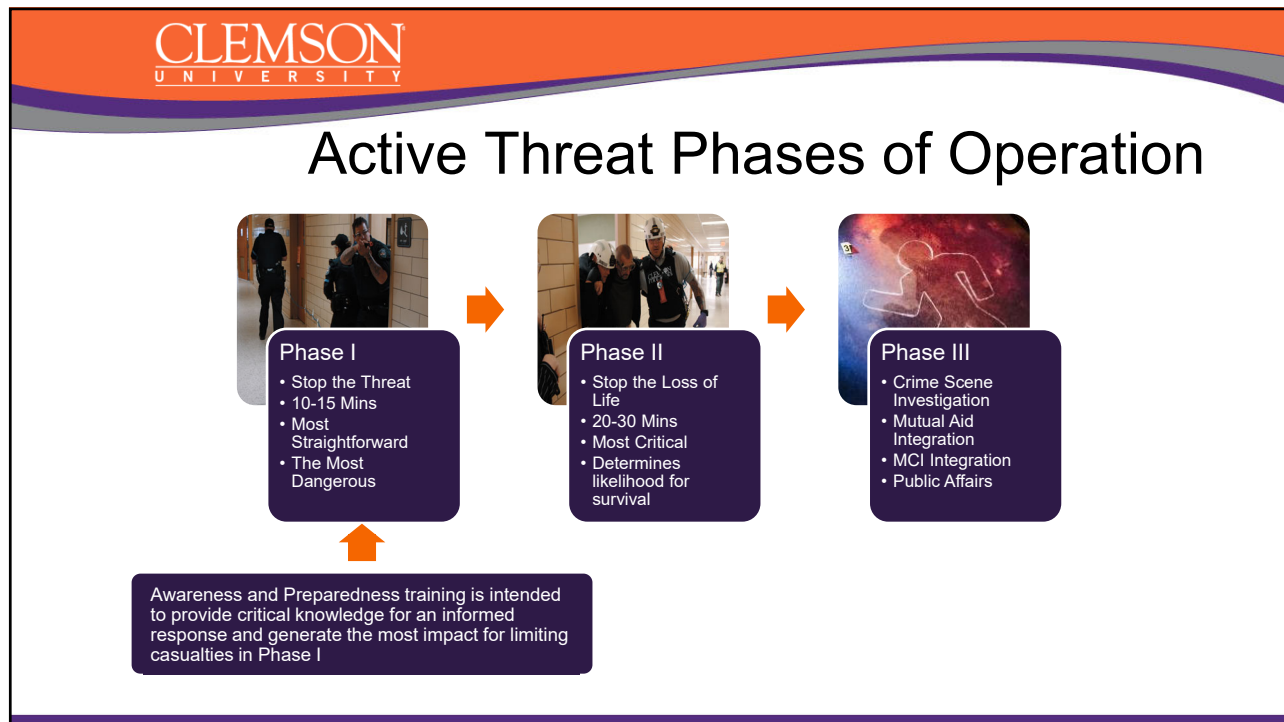 CLEMSON
UNIVERSITY
Active Threat Phases of Operation
Phase I
• Stop the Threat
• 10-15 Mins
• Most
Straightforward
• The Most
Dangerous
Phase II
• Stop the Loss of
Life
• 20-30 Mins
• Most Critical
• Determines
likelihood for
survival
Phase III
• Crime Scene
Investigation
• Mutual Aid
Integration
• MCI Integration
• Public Affairs
Awareness and Preparedness training is intended
to provide critical knowledge for an informed
response and generate the most impact for limiting
casualties in Phase I